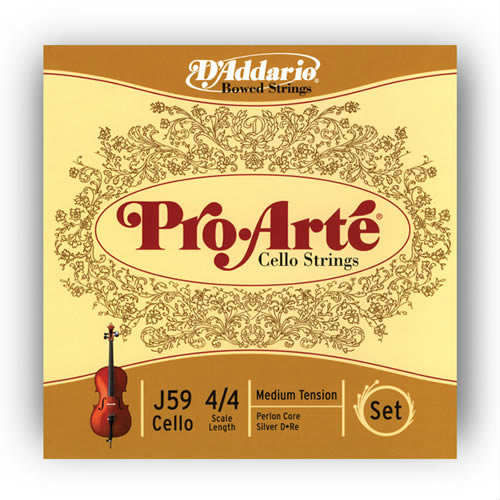 D'Addario®
Bowed Strings
D
Pro·Arté®
Cello Strings
J59
Cello
4/4
Scale
Length
Medium Tension
Perlon Core
Silver D•Re
Set